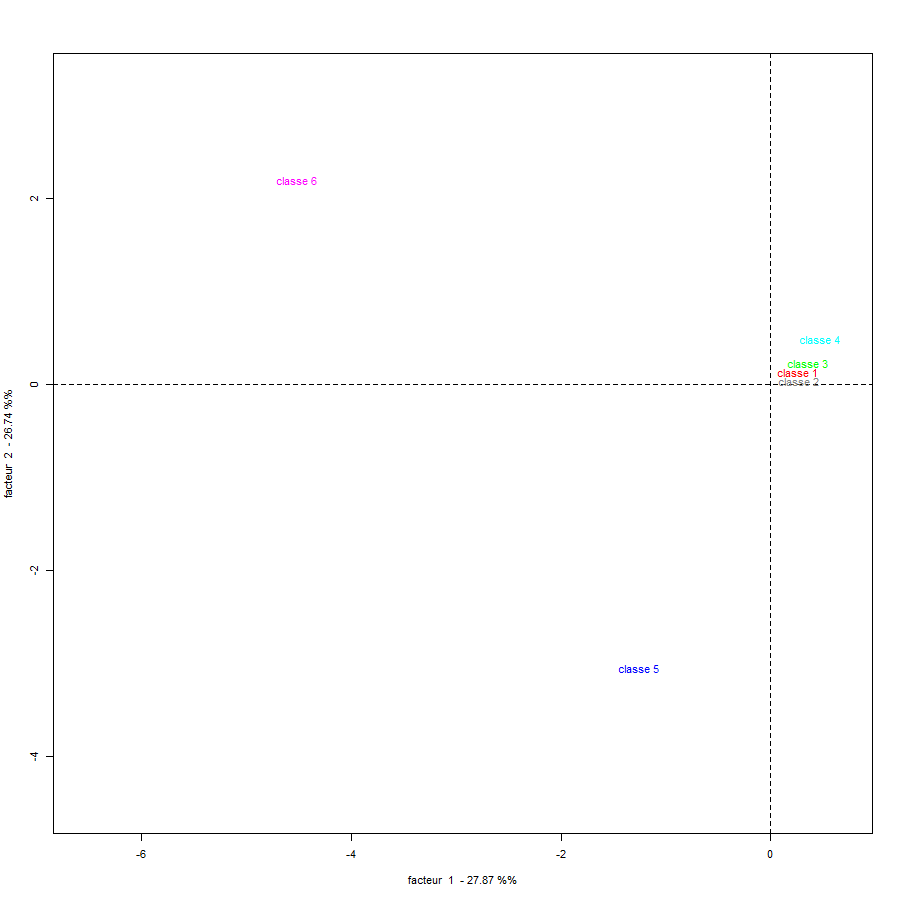 classe 6
2
classe 4
classe 3
classe 1
0
classe 2
facteur 2 - 26.74 %%
-2
classe 5
-4
-6 -4 -2 0
facteur 1 - 27.87 %%